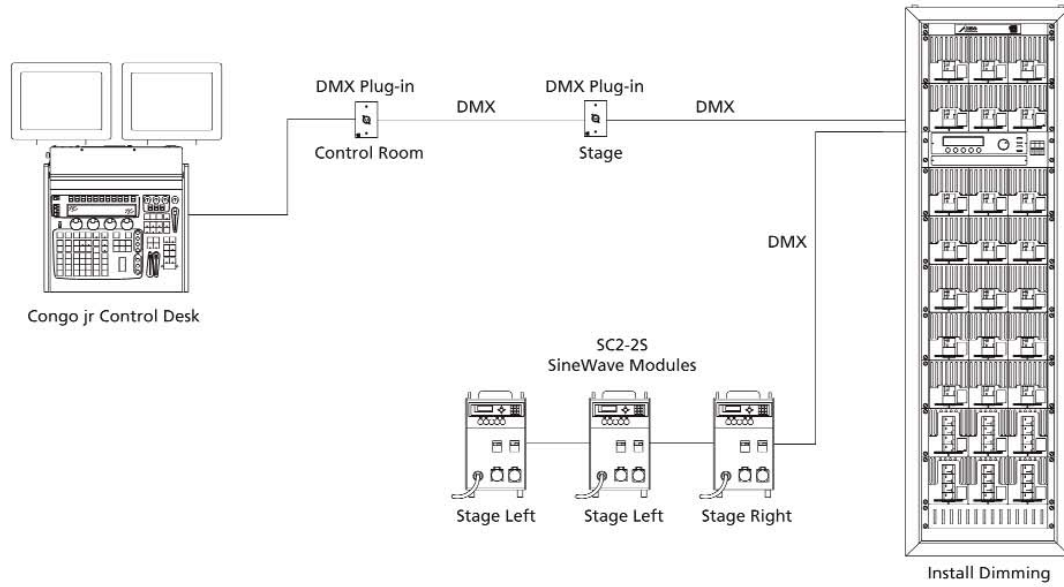 DMX Plug-in
DMX
DMX Plug-in
DMX
Control Room
Stage
DMX
Congo jr Control Desk
SC2-2S
SineWave Modules
Stage Left
Stage Left
Stage Right
Install Dimming